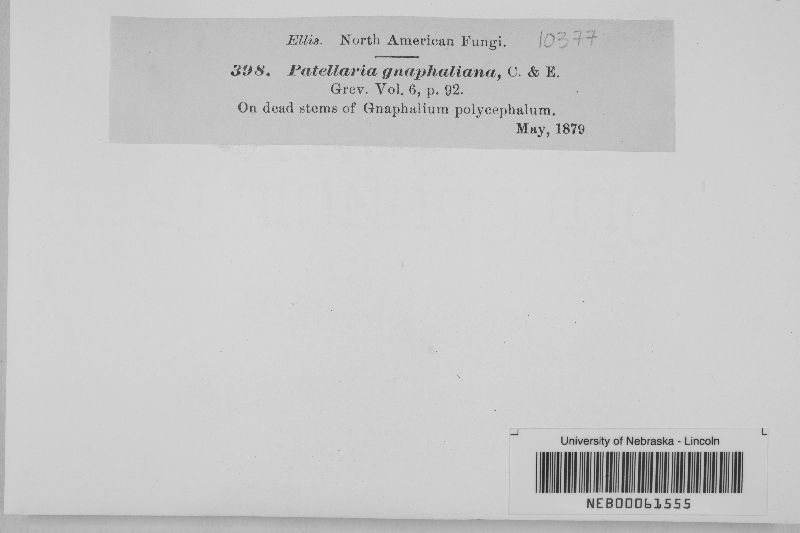 Ellis. North American Fungi. 10377
398. Patellaria gnaphaliana, C. & E.
Grev. Vol. 6, p. 92.
On dead stems of Gnaphalium polycephalum.
May, 1879
University of Nebraska - Lincoln
NEB00061555